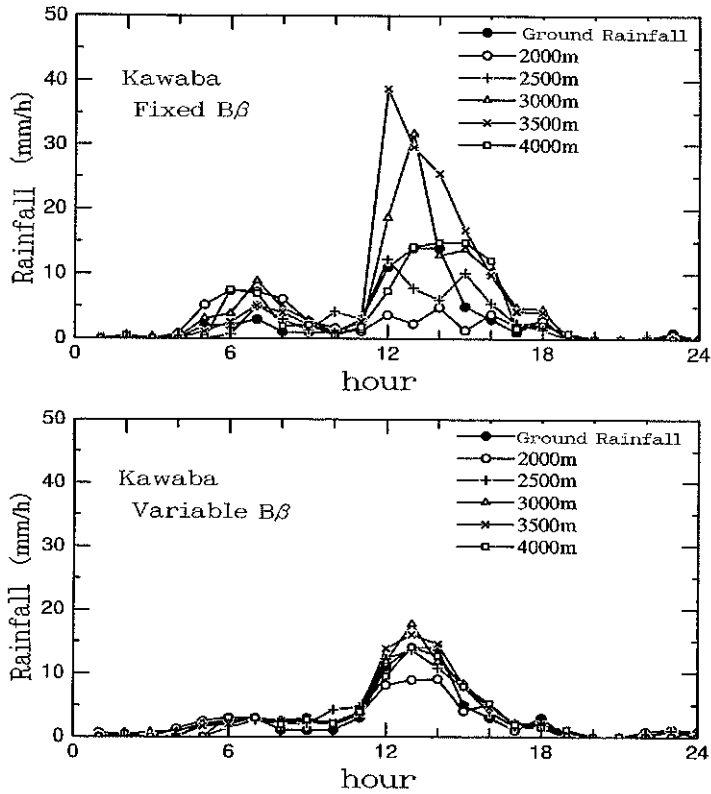 50
40
30
20
10
0
Rainfall (mm/h)
Kawaba
Fixed Bβ
Ground Rainfall
2000m
2500m
3000m
3500m
4000m
0 6 12 18 24
hour
50
40
30
20
10
0
Rainfall (mm/h)
Kawaba
Variable Bβ
Ground Rainfall
2000m
2500m
3000m
3500m
4000m
0 6 12 18 24
hour